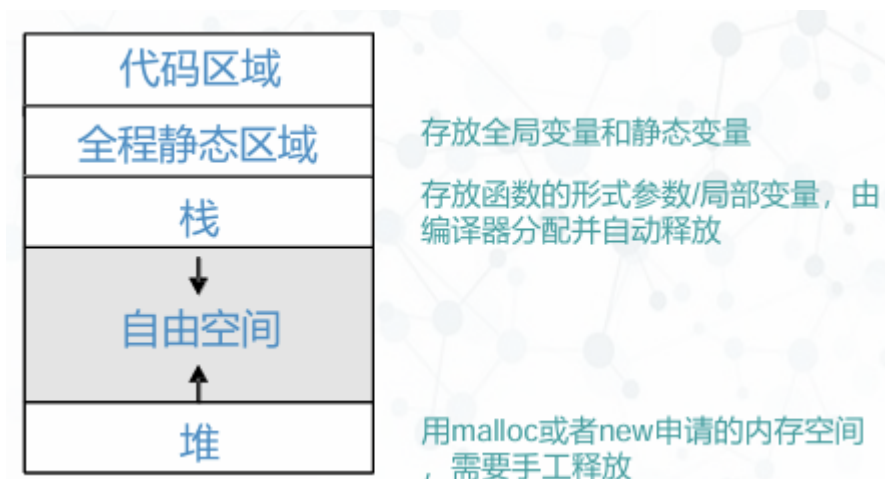 代码区域
全程静态区域
存放全局变量和静态变量
栈
存放函数的形式参数/局部变量，由
编译器分配并自动释放
自由空间
堆
用malloc或者new申请的内存空间
，需要手工释放